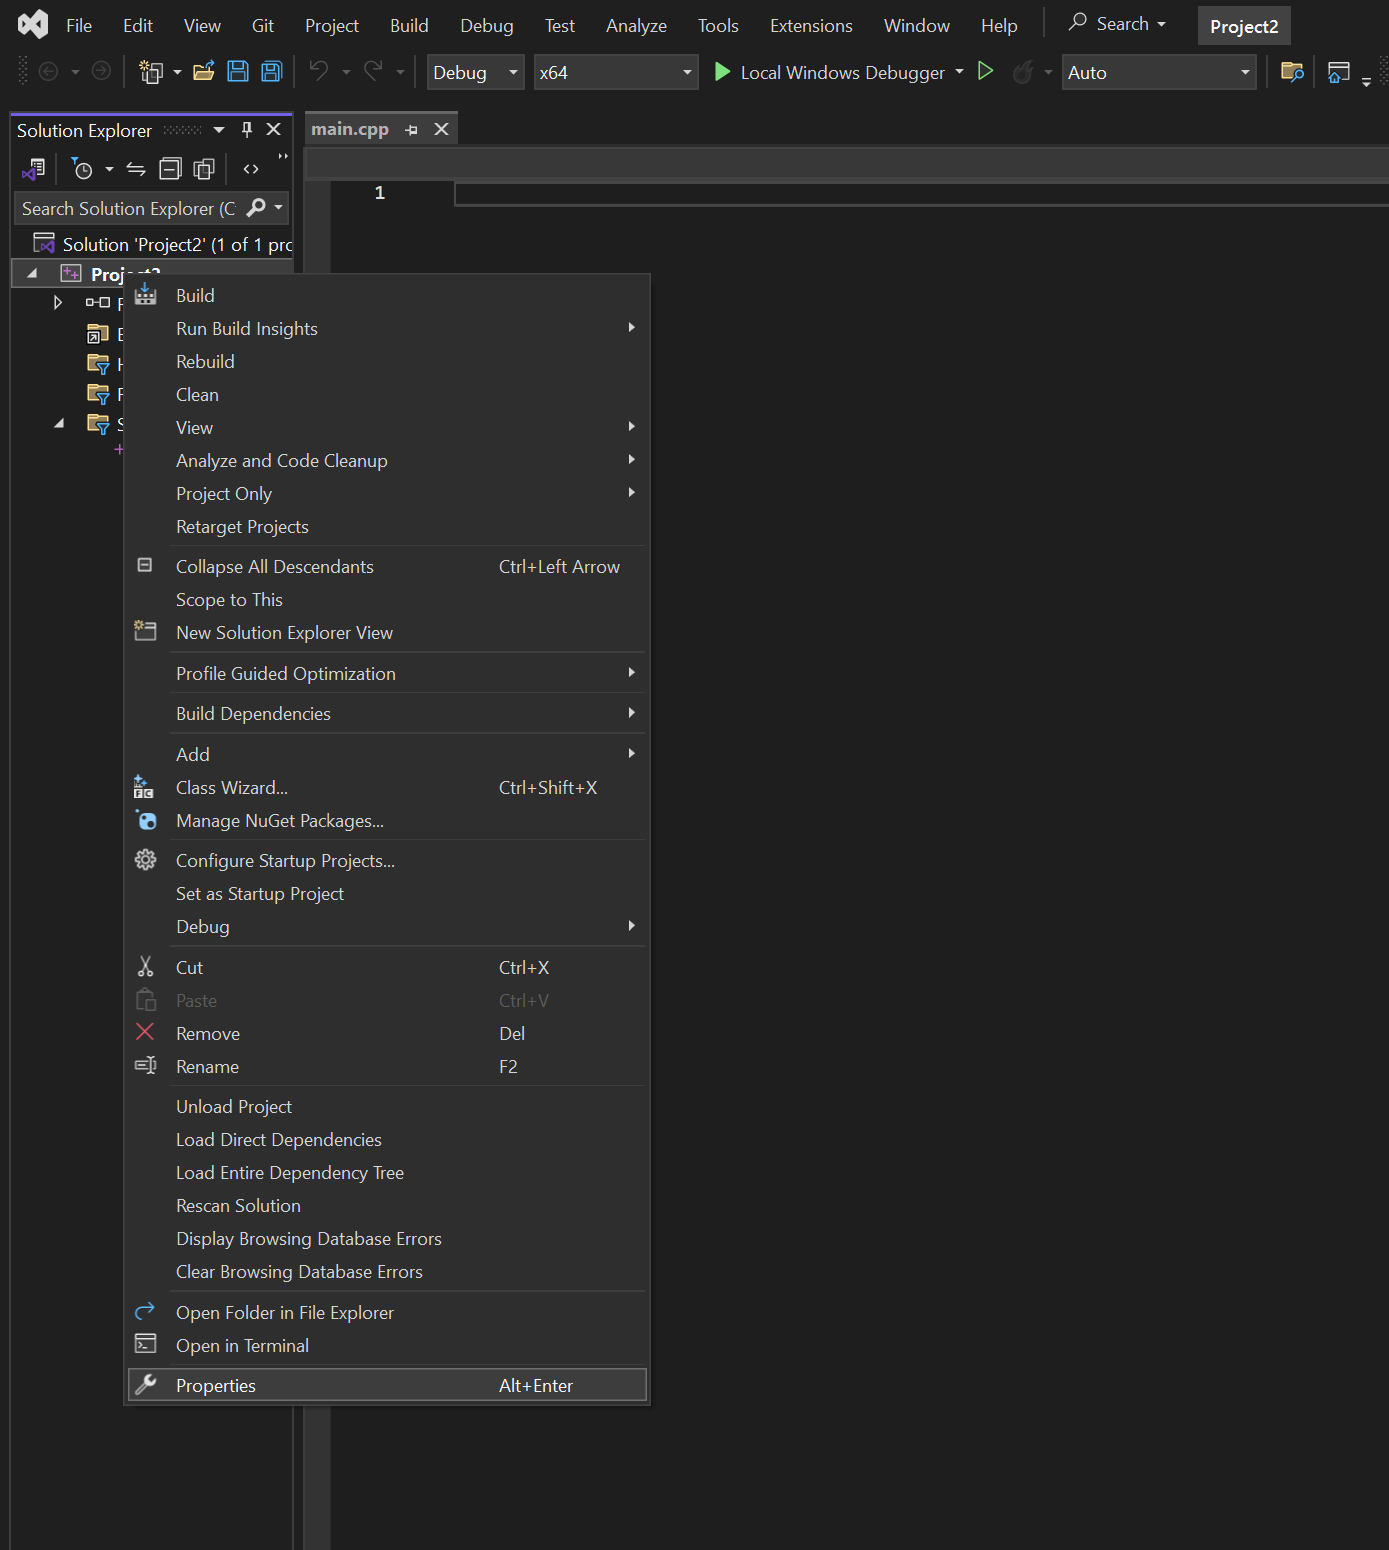 File Edit View Git Project Build Debug Test Analyze Tools Extensions Window Help Search Project2
Debug x64 Local Windows Debugger Auto
Solution Explorer
main.cpp
Search Solution Explorer (C
1
Solution 'Project2' (1 of 1 pro
Project2
Build
Run Build Insights
Rebuild
Clean
View
Analyze and Code Cleanup
Project Only
Retarget Projects
Collapse All Descendants Ctrl+Left Arrow
Scope to This
New Solution Explorer View
Profile Guided Optimization
Build Dependencies
Add
Class Wizard... Ctrl+Shift+X
Manage NuGet Packages...
Configure Startup Projects...
Set as Startup Project
Debug
Cut Ctrl+X
Paste Ctrl+V
Remove Del
Rename F2
Unload Project
Load Direct Dependencies
Load Entire Dependency Tree
Rescan Solution
Display Browsing Database Errors
Clear Browsing Database Errors
Open Folder in File Explorer
Open in Terminal
Properties Alt+Enter